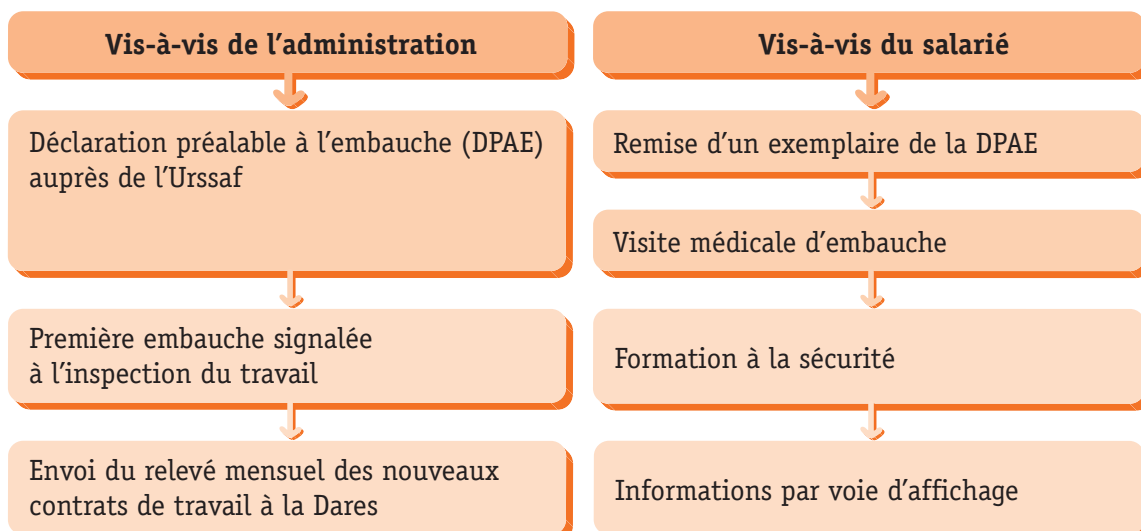 Vis-à-vis de l'administration
Déclaration préalable à l'embauche (DPAE)
auprès de l'Urssaf
Première embauche signalée
à l'inspection du travail
Envoi du relevé mensuel des nouveaux
contrats de travail à la Dares
Vis-à-vis du salarié
Remise d'un exemplaire de la DPAE
Visite médicale d'embauche
Formation à la sécurité
Informations par voie d'affichage